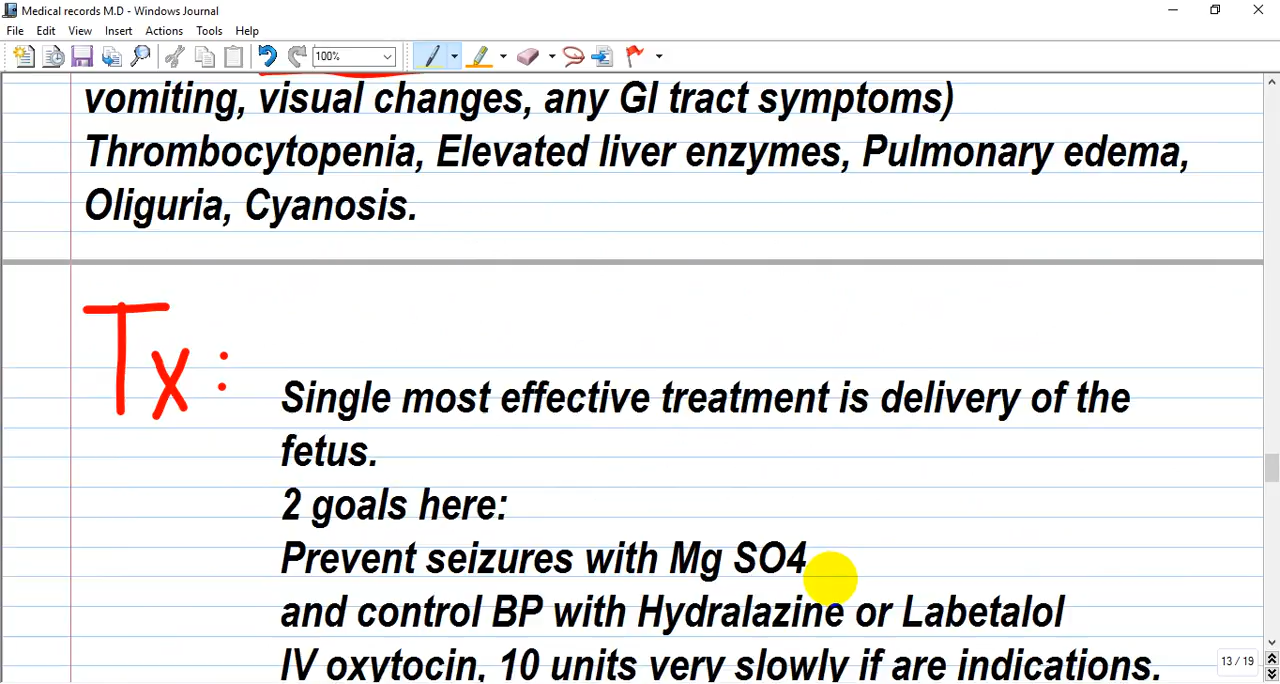 Medical records M.D - Windows Journal
File Edit View Insert Actions Tools Help
100%
vomiting, visual changes, any GI tract symptoms)
Thrombocytopenia, Elevated liver enzymes, Pulmonary edema,
Oliguria, Cyanosis.
Tx:
Single most effective treatment is delivery of the
fetus.
2 goals here:
Prevent seizures with Mg SO4
and control BP with Hydralazine or Labetalol
IV oxytocin, 10 units very slowly if are indications.
13 / 19